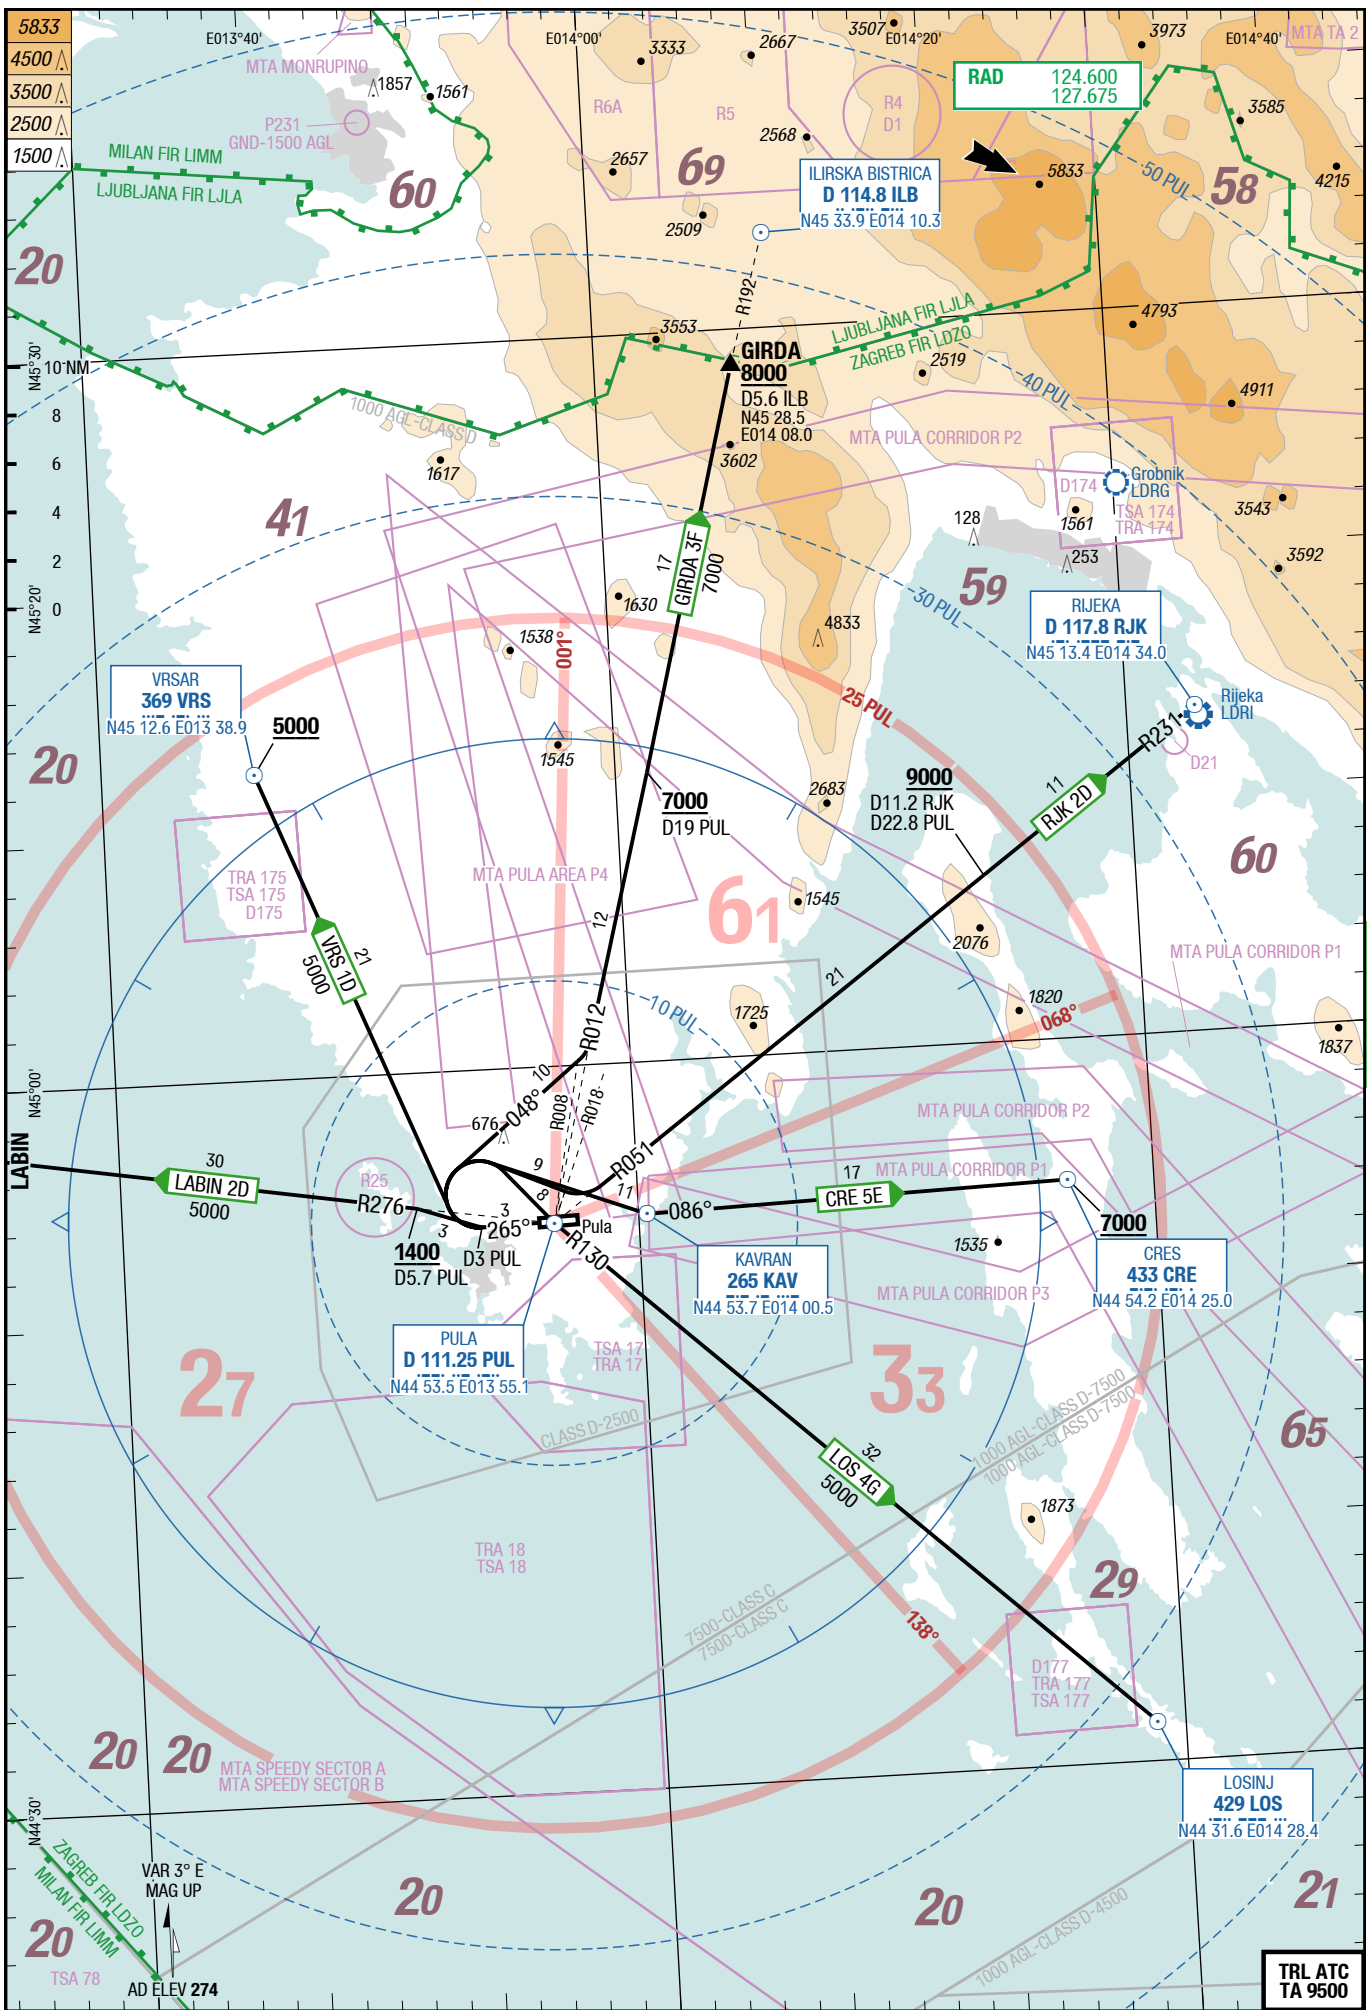 5833
4500
3500
2500
1500
E013°40'
E014°00'
E014°20'
E014°40'
MTA MONRUPINO
1857
1561
P231
GND-1500 AGL
MILAN FIR LIMM
LJUBLJANA FIR LJLA
60
20
3333
2667
3507
3973
MTA TA 2
R6A
R5
R4
D1
2568
2657
69
2509
RAD 124.600
127.675
5833
3585
4215
58
50 PUL
ILIRSKA BISTRICA
D 114.8 ILB
N45 33.9 E014 10.3
R192
3553
LJUBLJANA FIR LJLA
ZAGREB FIR LDZO
2519
4793
4911
40 PUL
GIRDA
8000
D5.6 ILB
N45 28.5
E014 08.0
3602
N45°30'
10 NM
8
6
4
2
0
N45°20'
1000 AGL-CLASS D
1617
41
MTA PULA CORRIDOR P2
D174
Grobnik
LDRG
TSA 174
TRA 174
1561
3543
3592
128
253
59
30 PUL
17
GIRDA 3F
7000
1630
1538
001°
4833
RIJEKA
D 117.8 RJK
N45 13.4 E014 34.0
Rijeka
LDRI
R231
D21
25 PUL
VRSAR
369 VRS
N45 12.6 E013 38.9
5000
20
1545
7000
D19 PUL
2683
9000
D11.2 RJK
D22.8 PUL
11
RJK 2D
60
TRA 175
TSA 175
D175
MTA PULA AREA P4
61
1545
12
2076
21
MTA PULA CORRIDOR P1
21
VRS 1D
5000
1725
10 PUL
1820
068°
1837
R012
10
048°
R008
R018
676
N45°00'
MTA PULA CORRIDOR P2
LABIN
30
LABIN 2D
5000
R25
R276
3
3
265°
9
8
11
R051
Pula
086°
17
CRE 5E
MTA PULA CORRIDOR P1
7000
1400
D5.7 PUL
D3 PUL
R130
1535
KAVRAN
265 KAV
N44 53.7 E014 00.5
CRES
433 CRE
N44 54.2 E014 25.0
MTA PULA CORRIDOR P3
PULA
D 111.25 PUL
N44 53.5 E013 55.1
TSA 17
TRA 17
27
33
CLASS D-2500
1000 AGL-CLASS D-7500
1000 AGL-CLASS D-7500
65
32
LOS 4G
5000
1873
TRA 18
TSA 18
29
7500-CLASS C
7500-CLASS C
138°
D177
TRA 177
TSA 177
20
20
MTA SPEEDY SECTOR A
MTA SPEEDY SECTOR B
LOSINJ
429 LOS
N44 31.6 E014 28.4
N44°30'
ZAGREB FIR LDZO
MILAN FIR LIMM
VAR 3° E
MAG UP
20
20
20
21
TSA 78
AD ELEV 274
1000 AGL-CLASS D-4500
TRL ATC
TA 9500